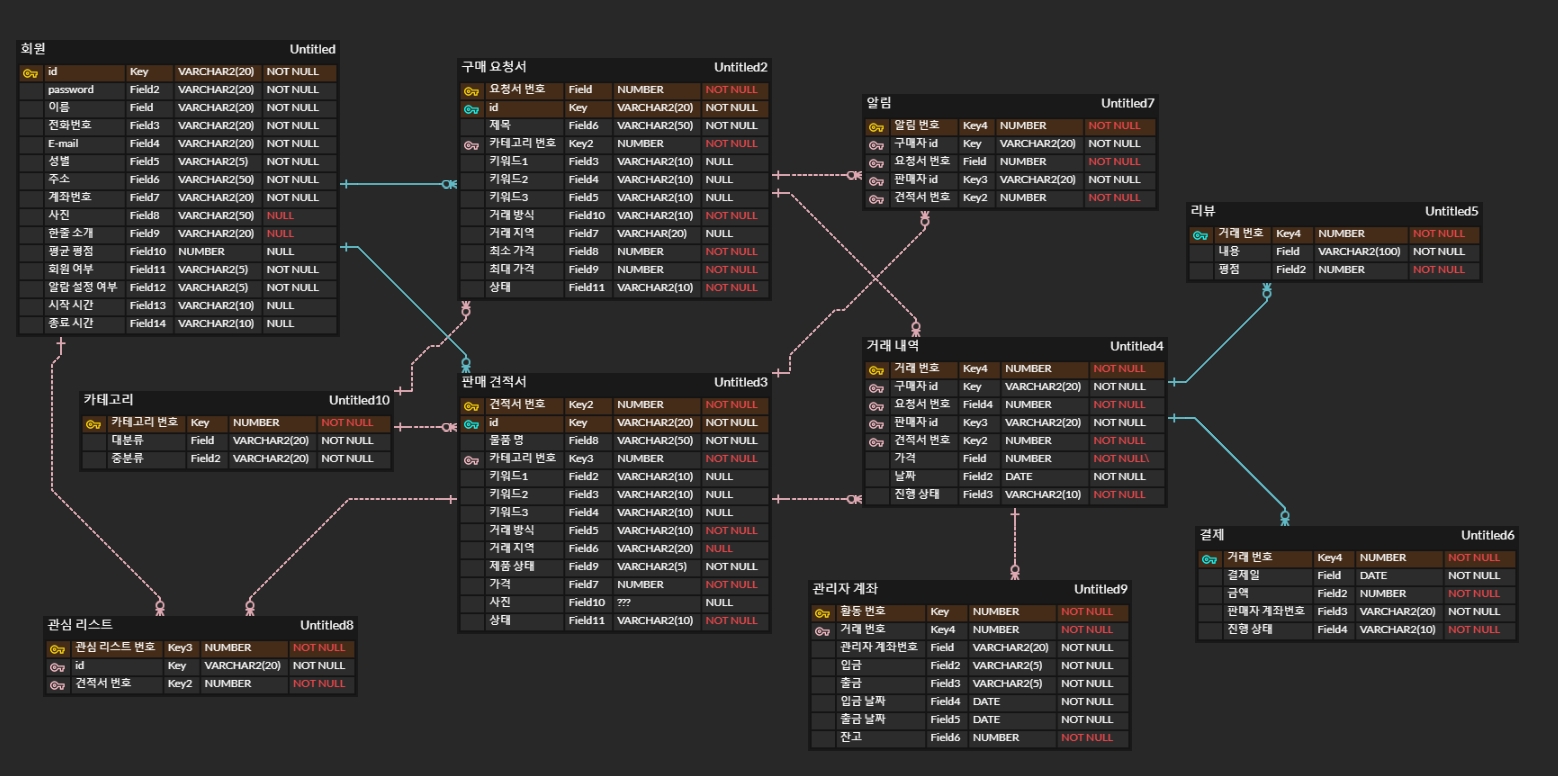 회원 Untitled
id Key VARCHAR2(20) NOT NULL
password Field2 VARCHAR2(20) NOT NULL
이름 Field VARCHAR2(20) NOT NULL
전화번호 Field3 VARCHAR2(20) NOT NULL
E-mail Field4 VARCHAR2(20) NOT NULL
성별 Field5 VARCHAR2(5) NOT NULL
주소 Field6 VARCHAR2(50) NOT NULL
계좌번호 Field7 VARCHAR2(20) NOT NULL
사진 Field8 VARCHAR2(50) NULL
한줄 소개 Field9 VARCHAR2(20) NULL
평균 평점 Field10 NUMBER NULL
회원 여부 Field11 VARCHAR2(5) NOT NULL
알람 설정 여부 Field12 VARCHAR2(5) NOT NULL
시작 시간 Field13 VARCHAR2(10) NULL
종료 시간 Field14 VARCHAR2(10) NULL
구매 요청서 Untitled2
요청서 번호 Field NUMBER NOT NULL
id Key VARCHAR2(20) NOT NULL
제목 Field6 VARCHAR2(50) NOT NULL
카테고리 번호 Key2 NUMBER NOT NULL
키워드1 Field3 VARCHAR2(10) NULL
키워드2 Field4 VARCHAR2(10) NULL
키워드3 Field5 VARCHAR2(10) NULL
거래 방식 Field10 VARCHAR2(10) NOT NULL
거래 지역 Field7 VARCHAR(20) NULL
최소 가격 Field8 NUMBER NOT NULL
최대 가격 Field9 NUMBER NOT NULL
상태 Field11 VARCHAR2(10) NOT NULL
알림 Untitled7
알림 번호 Key4 NUMBER NOT NULL
구매자 id Key VARCHAR2(20) NOT NULL
요청서 번호 Field NUMBER NOT NULL
판매자 id Key3 VARCHAR2(20) NOT NULL
견적서 번호 Key2 NUMBER NOT NULL
리뷰 Untitled5
거래 번호 Key4 NUMBER NOT NULL
내용 Field VARCHAR2(100) NOT NULL
평점 Field2 NUMBER NOT NULL
카테고리 Untitled10
카테고리 번호 Key NUMBER NOT NULL
대분류 Field VARCHAR2(20) NOT NULL
중분류 Field2 VARCHAR2(20) NOT NULL
판매 견적서 Untitled3
견적서 번호 Key2 NUMBER NOT NULL
id Key VARCHAR2(20) NOT NULL
물품 명 Field8 VARCHAR2(50) NOT NULL
카테고리 번호 Key3 NUMBER NOT NULL
키워드1 Field2 VARCHAR2(10) NULL
키워드2 Field3 VARCHAR2(10) NULL
키워드3 Field4 VARCHAR2(10) NULL
거래 방식 Field5 VARCHAR2(10) NOT NULL
거래 지역 Field6 VARCHAR2(20) NULL
제품 상태 Field9 VARCHAR2(5) NOT NULL
가격 Field7 NUMBER NOT NULL
사진 Field10 ??? NULL
상태 Field11 VARCHAR2(10) NOT NULL
거래 내역 Untitled4
거래 번호 Key4 NUMBER NOT NULL
구매자 id Key VARCHAR2(20) NOT NULL
요청서 번호 Field4 NUMBER NOT NULL
판매자 id Key3 VARCHAR2(20) NOT NULL
견적서 번호 Key2 NUMBER NOT NULL
가격 Field NUMBER NOT NULL\
날짜 Field2 DATE NOT NULL
진행 상태 Field3 VARCHAR2(10) NOT NULL
결제 Untitled6
거래 번호 Key4 NUMBER NOT NULL
결제일 Field DATE NOT NULL
금액 Field2 NUMBER NOT NULL
판매자 계좌번호 Field3 VARCHAR2(20) NOT NULL
진행 상태 Field4 VARCHAR2(10) NOT NULL
관심 리스트 Untitled8
관심 리스트 번호 Key3 NUMBER NOT NULL
id Key VARCHAR2(20) NOT NULL
견적서 번호 Key2 NUMBER NOT NULL
관리자 계좌 Untitled9
활동 번호 Key NUMBER NOT NULL
거래 번호 Key4 NUMBER NOT NULL
관리자 계좌번호 Field VARCHAR2(20) NOT NULL
입금 Field2 VARCHAR2(5) NOT NULL
출금 Field3 VARCHAR2(5) NOT NULL
입금 날짜 Field4 DATE NOT NULL
출금 날짜 Field5 DATE NOT NULL
잔고 Field6 NUMBER NOT NULL